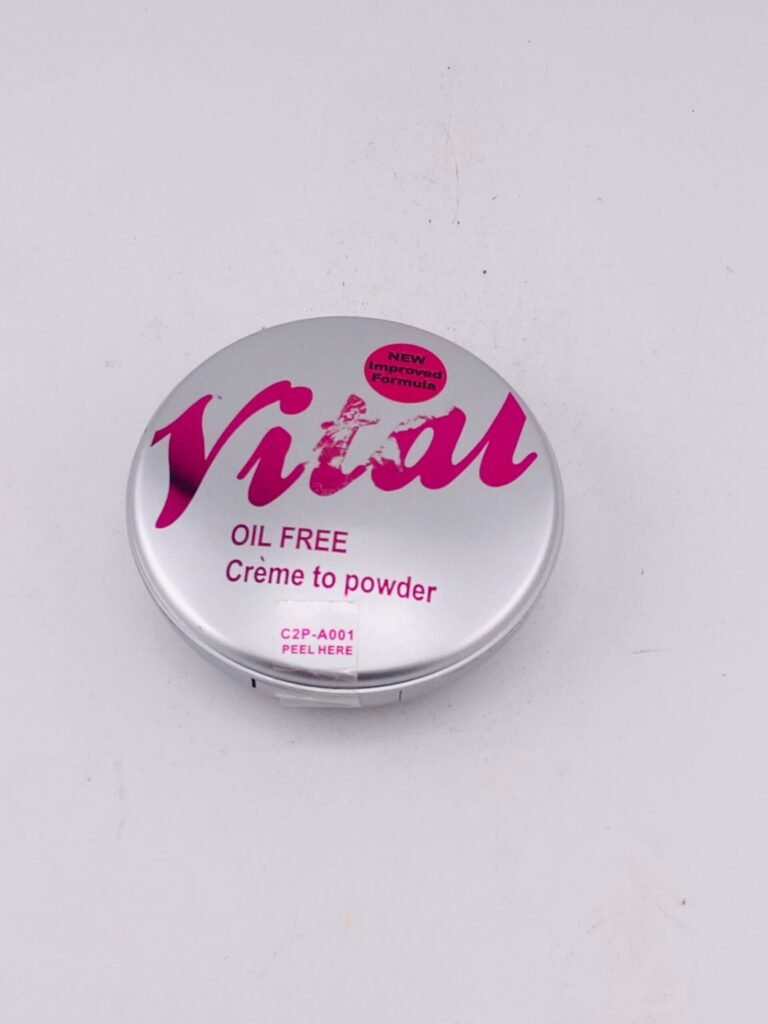 NEW
Improved
Formula
Vital
OIL FREE
Crème to powder
C2P-A001
PEEL HERE